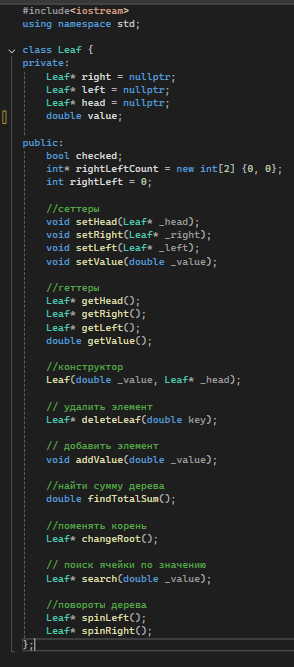 #include<iostream>
using namespace std;
class Leaf {
private:
Leaf* right = nullptr;
Leaf* left = nullptr;
Leaf* head = nullptr;
double value;
public:
bool checked;
int* rightLeftCount = new int[2] {0, 0};
int rightLeft = 0;
//сеттеры
void setHead(Leaf* _head);
void setRight(Leaf* _right);
void setLeft(Leaf* _left);
void setValue(double _value);
//геттеры
Leaf* getHead();
Leaf* getRight();
Leaf* getLeft();
double getValue();
//конструктор
Leaf(double _value, Leaf* _head);
// удалить элемент
Leaf* deleteLeaf(double key);
// добавить элемент
void addValue(double _value);
//найти сумму дерева
double findTotalSum();
//поменять корень
Leaf* changeRoot();
// поиск ячейки по значению
Leaf* search(double _value);
//повороты дерева
Leaf* spinLeft();
Leaf* spinRight();
};